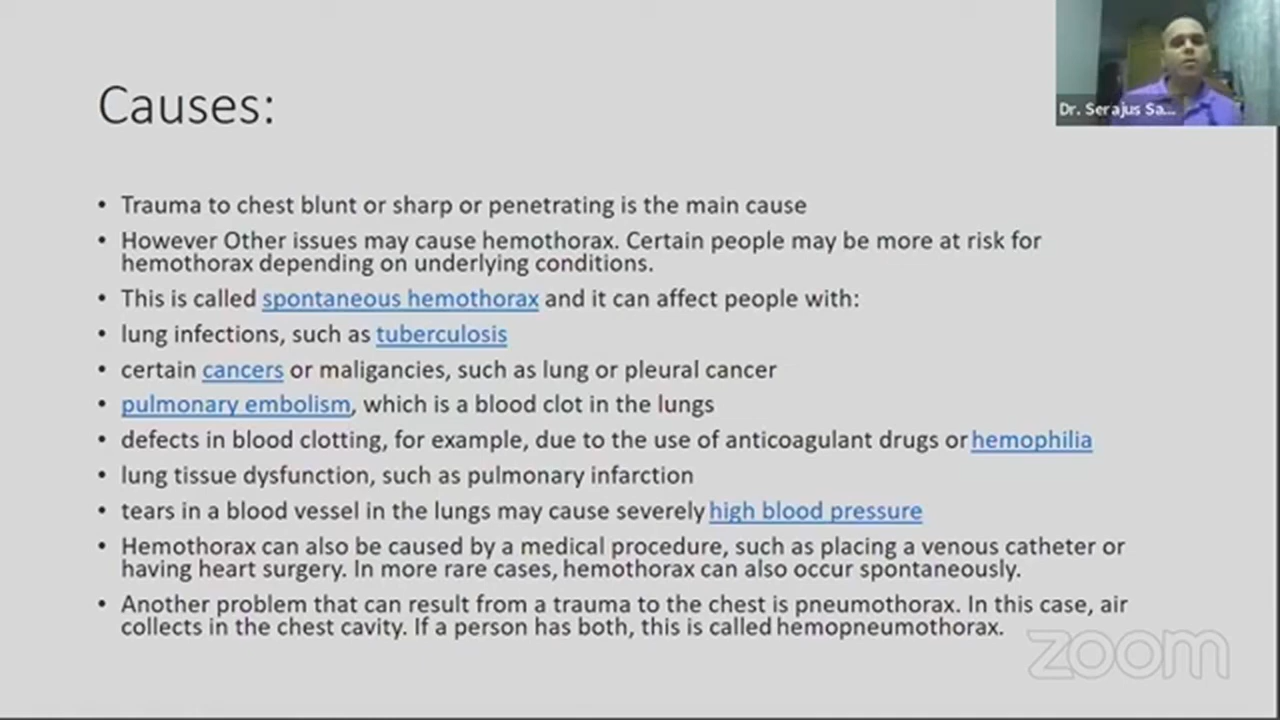 Dr. Serajus Sa...
Causes:
• Trauma to chest blunt or sharp or penetrating is the main cause
• However Other issues may cause hemothorax. Certain people may be more at risk for
hemothorax depending on underlying conditions.
• This is called spontaneous hemothorax and it can affect people with:
• lung infections, such as tuberculosis
• certain cancers or maligancies, such as lung or pleural cancer
• pulmonary embolism, which is a blood clot in the lungs
• defects in blood clotting, for example, due to the use of anticoagulant drugs or hemophilia
• lung tissue dysfunction, such as pulmonary infarction
• tears in a blood vessel in the lungs may cause severely high blood pressure
• Hemothorax can also be caused by a medical procedure, such as placing a venous catheter or
having heart surgery. In more rare cases, hemothorax can also occur spontaneously.
• Another problem that can result from a trauma to the chest is pneumothorax. In this case, air
collects in the chest cavity. If a person has both, this is called hemopneumothorax.
zoom